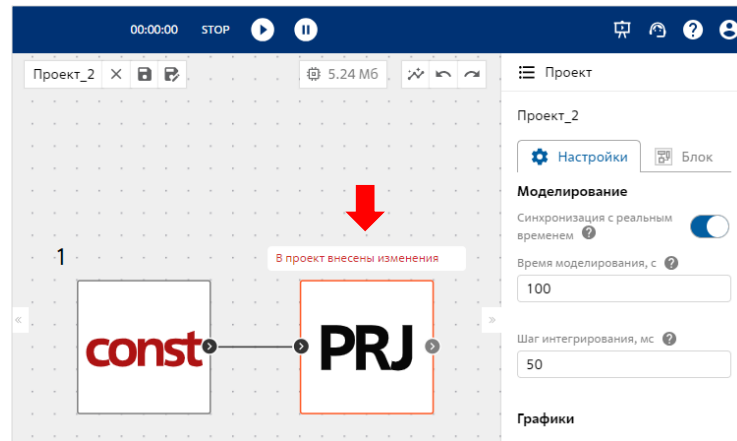 00:00:00 STOP
Проект_2
5.24 Мб
Проект
Проект_2
Настройки
Блок
Моделирование
Синхронизация с реальным
временем
Время моделирования, с
100
Шаг интегрирования, мс
50
Графики
1
В проект внесены изменения
const
PRJ